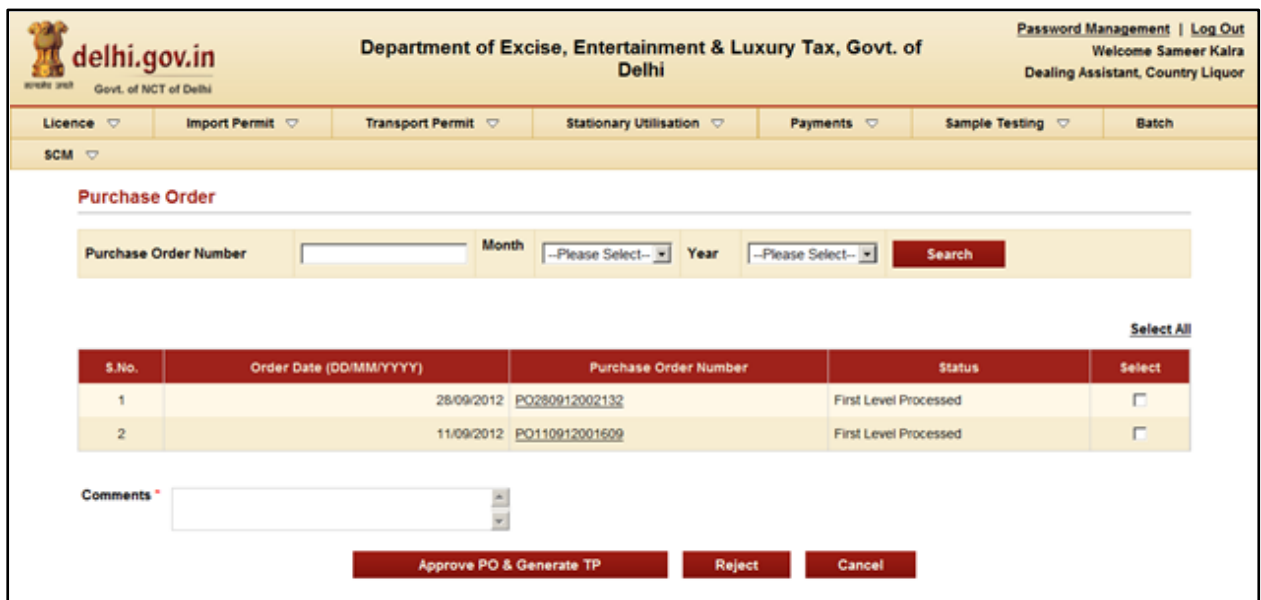 Password Management | Log Out
delhi.gov.in
Department of Excise, Entertainment & Luxury Tax, Govt. of
Delhi
Welcome Sameer Kalra
Dealing Assistant, Country Liquor
सत्यमेव जयते
Govt. of NCT of Delhi
Licence Import Permit Transport Permit Stationary Utilisation Payments Sample Testing Batch
SCM
Purchase Order
Purchase Order Number Month --Please Select-- Year --Please Select-- Search
Select All
S.No. Order Date (DD/MM/YYYY) Purchase Order Number Status Select
1 28/09/2012 PO280912002132 First Level Processed
2 11/09/2012 PO110912001609 First Level Processed
Comments *
Approve PO & Generate TP Reject Cancel